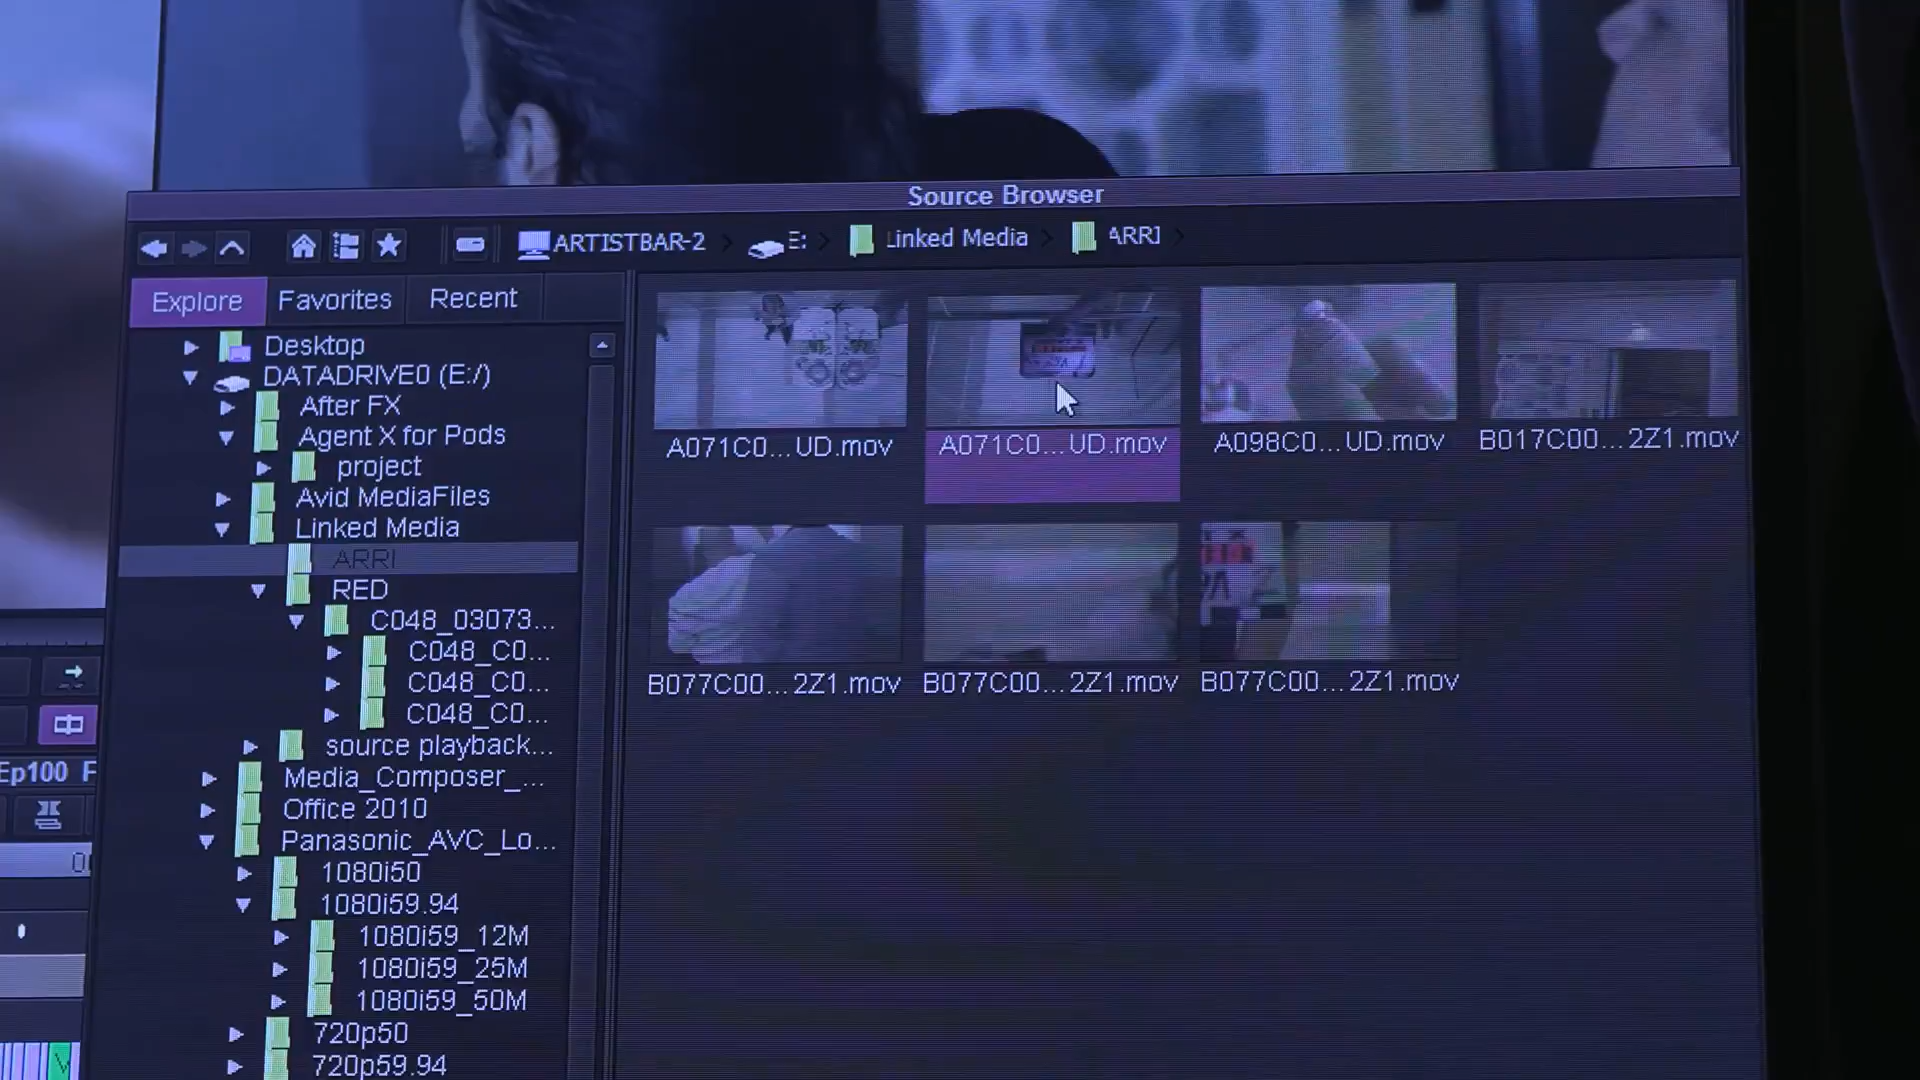 Source Browser
ARTISTBAR-2 E: Linked Media ARRI
Explore Favorites Recent
Desktop
DATADRIVE0 (E:/)
After FX
Agent X for Pods
project
Avid MediaFiles
Linked Media
ARRI
RED
C048_03073...
C048_C0...
C048_C0...
C048_C0...
source playback...
Media_Composer_...
Office 2010
Panasonic_AVC_Lo...
1080i50
1080i59.94
1080i59_12M
1080i59_25M
1080i59_50M
720p50
720p59.94
A071C0...UD.mov A071C0...UD.mov A098C0...UD.mov B017C00...2Z1.mov
B077C00...2Z1.mov B077C00...2Z1.mov B077C00...2Z1.mov
Ep100 F